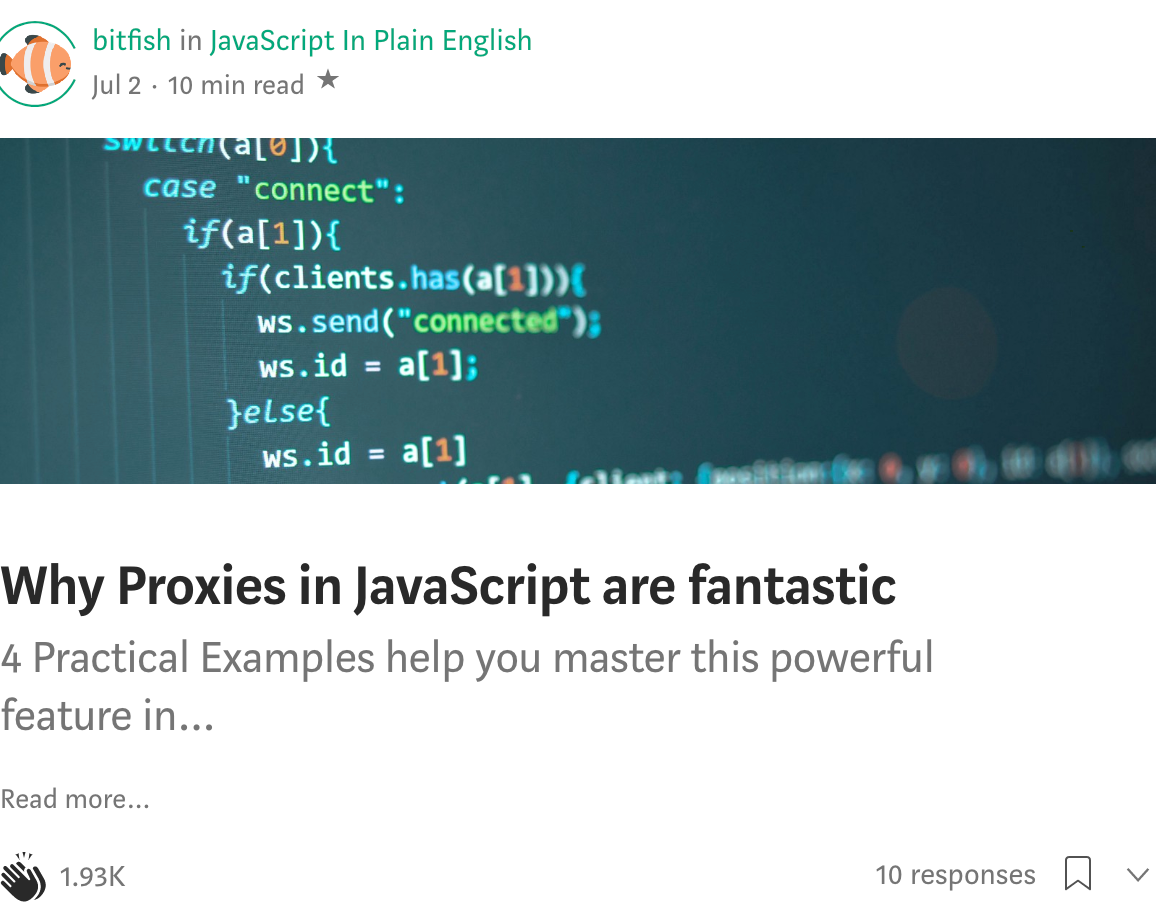 bitfish in JavaScript In Plain English
Jul 2 · 10 min read ★
switch(a[0]){
case "connect":
if(a[1]){
if(clients.has(a[1])){
ws.send("connected");
ws.id = a[1];
}else{
ws.id = a[1]
Why Proxies in JavaScript are fantastic
4 Practical Examples help you master this powerful
feature in...
Read more...
1.93K
10 responses